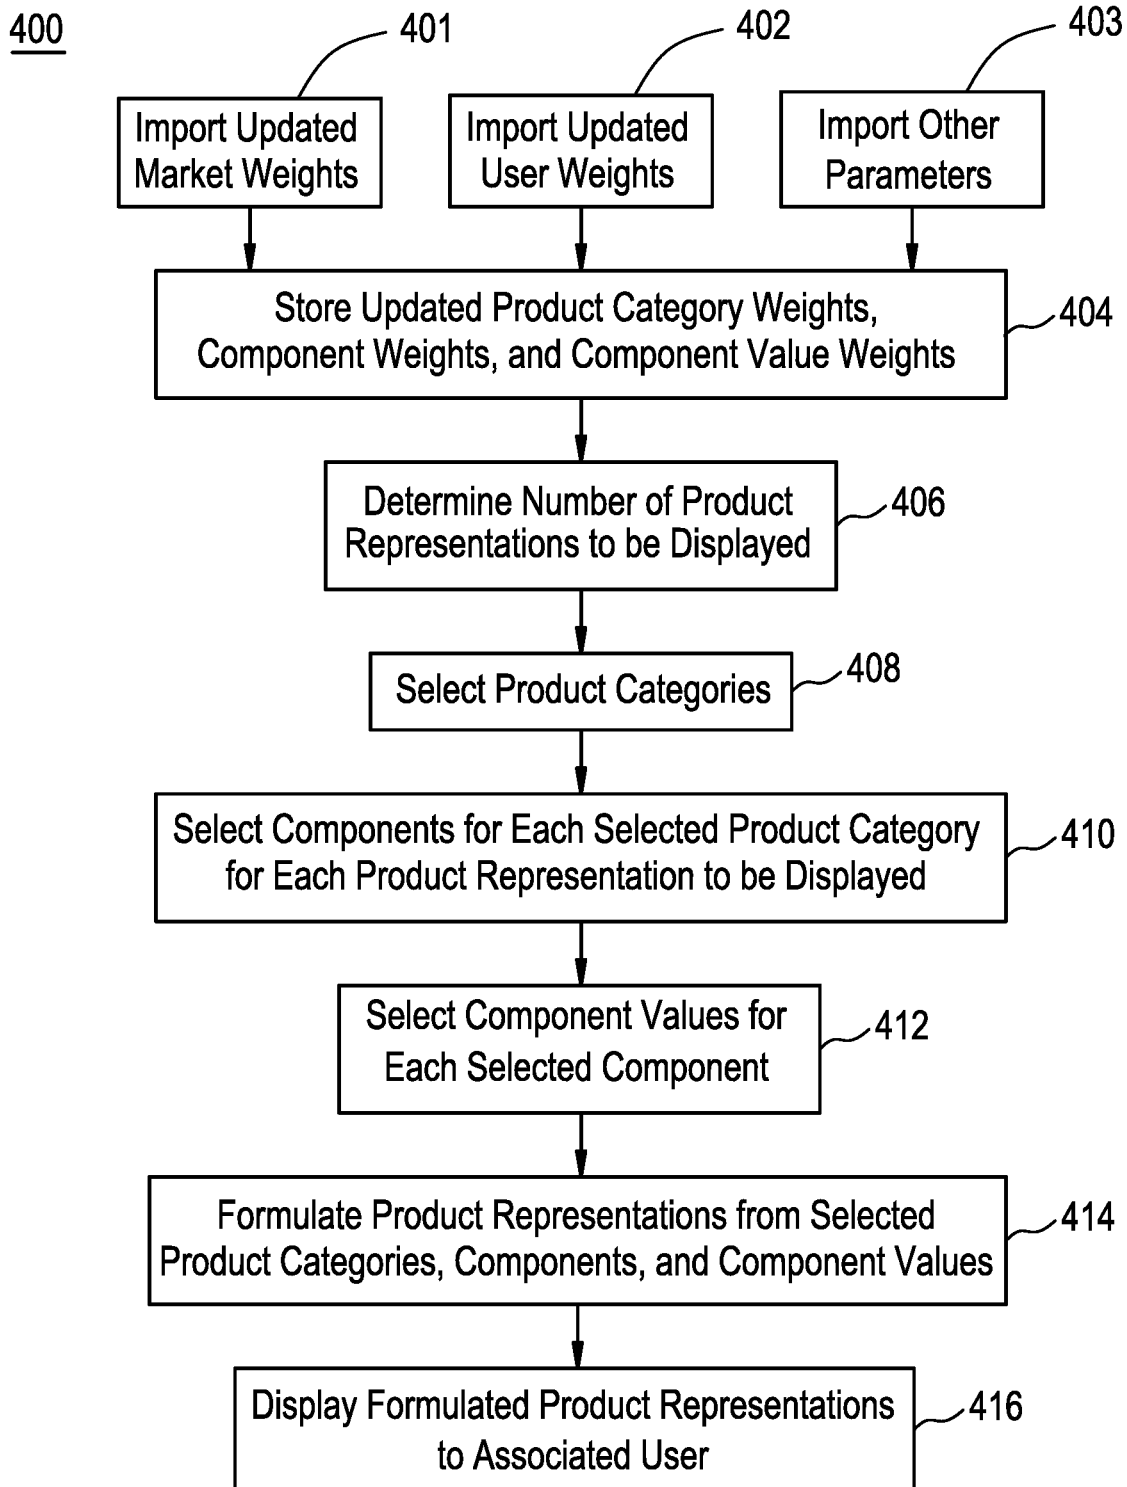 400
401
402
403
Import Updated
Market Weights
Import Updated
User Weights
Import Other
Parameters
Store Updated Product Category Weights,
Component Weights, and Component Value Weights
404
Determine Number of Product
Representations to be Displayed
406
Select Product Categories
408
Select Components for Each Selected Product Category
for Each Product Representation to be Displayed
410
Select Component Values for
Each Selected Component
412
Formulate Product Representations from Selected
Product Categories, Components, and Component Values
414
Display Formulated Product Representations
to Associated User
416